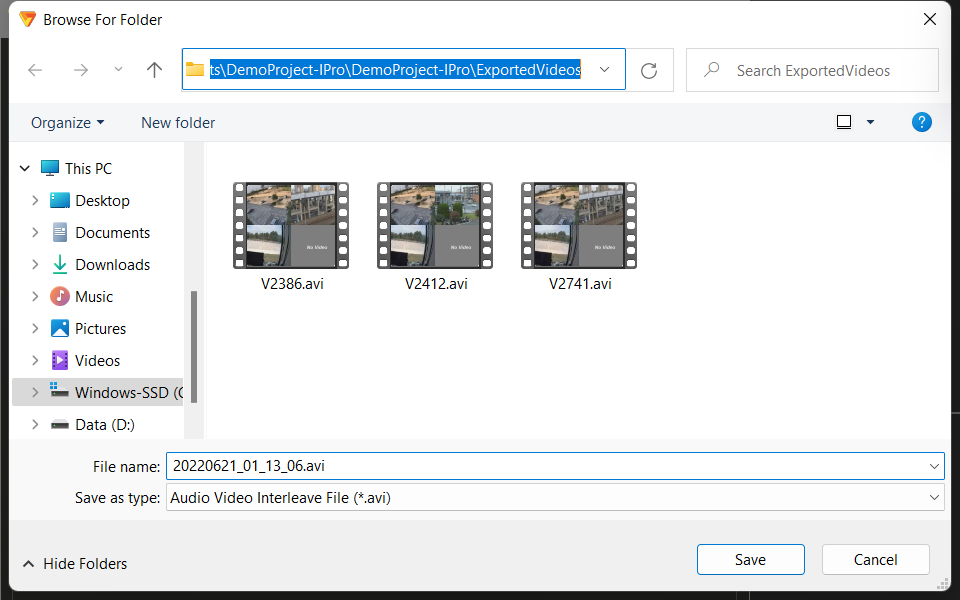 Browse For Folder
ts\DemoProject-IPro\DemoProject-IPro\ExportedVideos
Search ExportedVideos
Organize
New folder
?
This PC
Desktop
Documents
Downloads
Music
Pictures
Videos
Windows-SSD (C
Data (D:)
No Video
No Video
No Video
V2386.avi
V2412.avi
V2741.avi
File name: 20220621_01_13_06.avi
Save as type: Audio Video Interleave File (*.avi)
Hide Folders
Save
Cancel